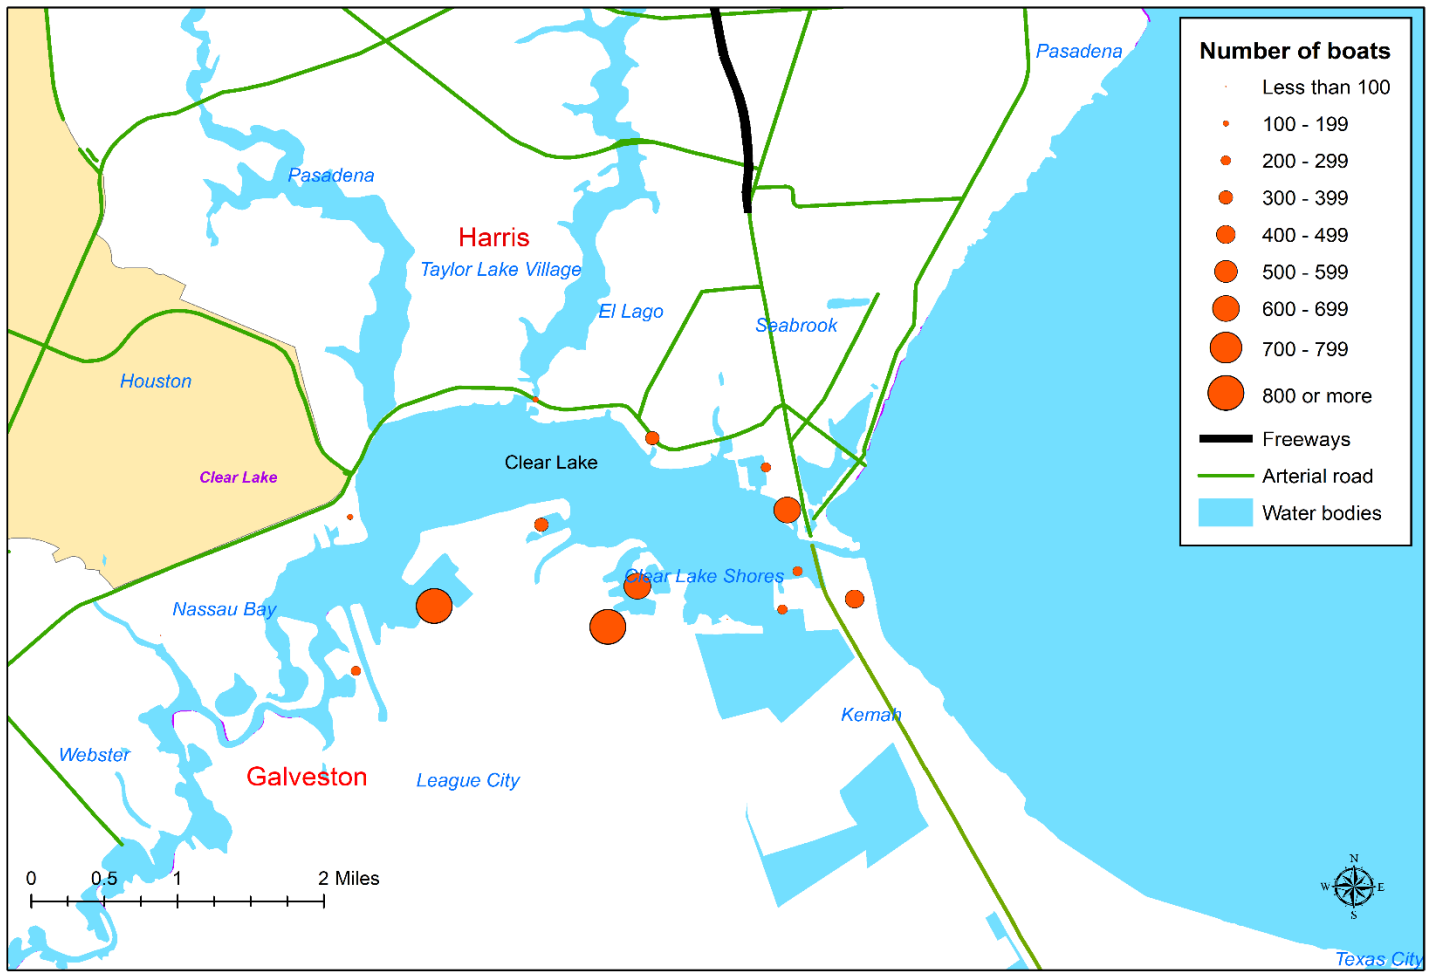 Pasadena
Number of boats
Less than 100
100 - 199
200 - 299
300 - 399
400 - 499
500 - 599
600 - 699
700 - 799
800 or more
Freeways
Arterial road
Water bodies
Pasadena
Harris
Taylor Lake Village
El Lago
Seabrook
Houston
Clear Lake
Clear Lake
Clear Lake Shores
Nassau Bay
Kemah
Webster
Galveston
League City
0 0.5 1 2 Miles
N
W E
S
Texas City